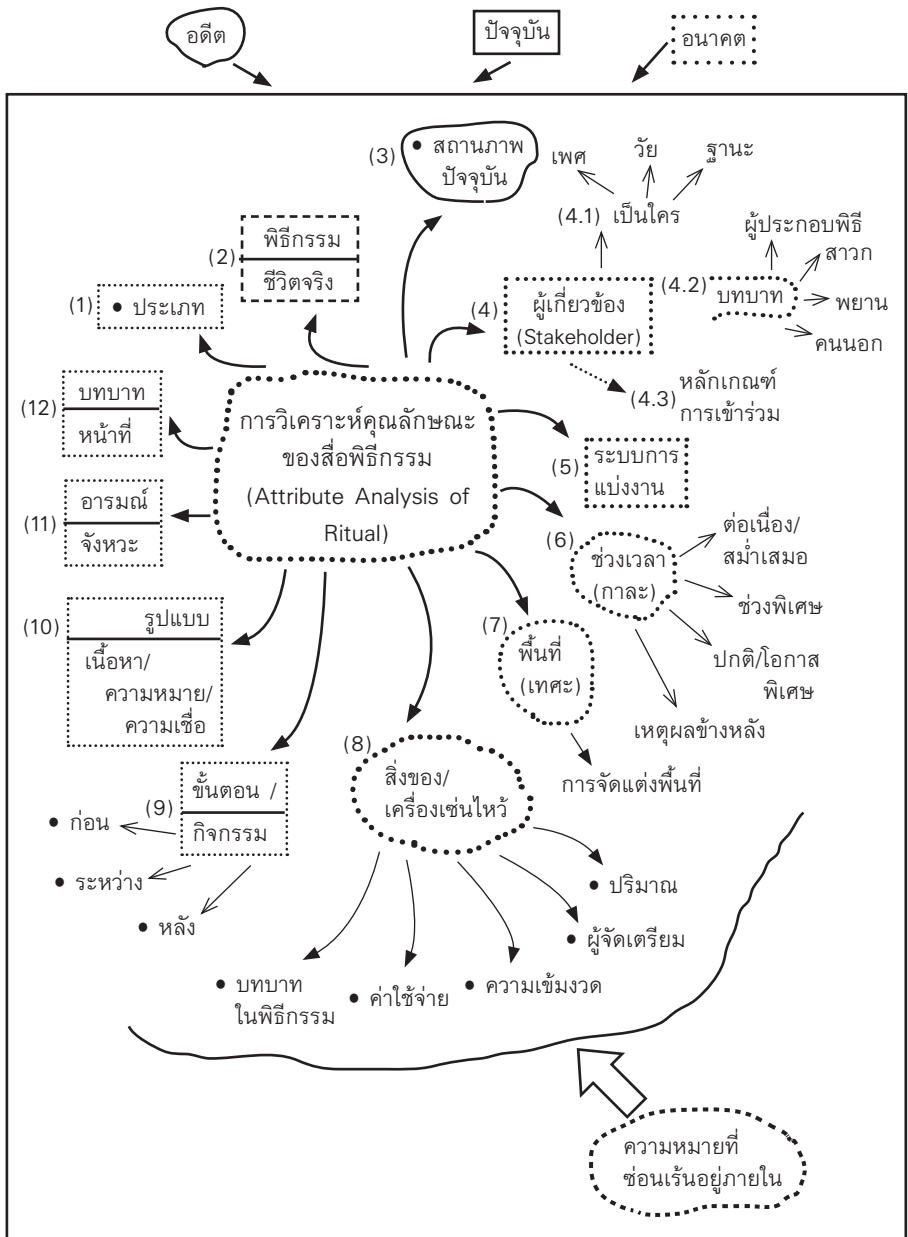 อดีต
ปัจจุบัน
อนาคต
(3) • สถานภาพ
ปัจจุบัน
เพศ
วัย
ฐานะ
(4.1) เป็นใคร
(2) พิธีกรรม
ชีวิตจริง
(1) • ประเภท
(4) ผู้เกี่ยวข้อง
(Stakeholder)
(4.2) บทบาท
ผู้ประกอบพิธี
สาวก
พยาน
คนนอก
(4.3) หลักเกณฑ์
การเข้าร่วม
(12) บทบาท
หน้าที่
การวิเคราะห์คุณลักษณะ
ของสื่อพิธีกรรม
(Attribute Analysis of
Ritual)
(5) ระบบการ
แบ่งงาน
(11) อารมณ์
จังหวะ
(6) ช่วงเวลา
(กาละ)
ต่อเนื่อง/
สม่ำเสมอ
ช่วงพิเศษ
ปกติ/โอกาส
พิเศษ
เหตุผลข้างหลัง
(7) พื้นที่
(เทศะ)
การจัดแต่งพื้นที่
(10) รูปแบบ
เนื้อหา/
ความหมาย/
ความเชื่อ
(8) สิ่งของ/
เครื่องเซ่นไหว้
(9) ขั้นตอน /
กิจกรรม
• ก่อน
• ระหว่าง
• หลัง
• ปริมาณ
• ผู้จัดเตรียม
• ความเข้มงวด
• ค่าใช้จ่าย
• บทบาท
ในพิธีกรรม
ความหมายที่
ซ่อนเร้นอยู่ภายใน